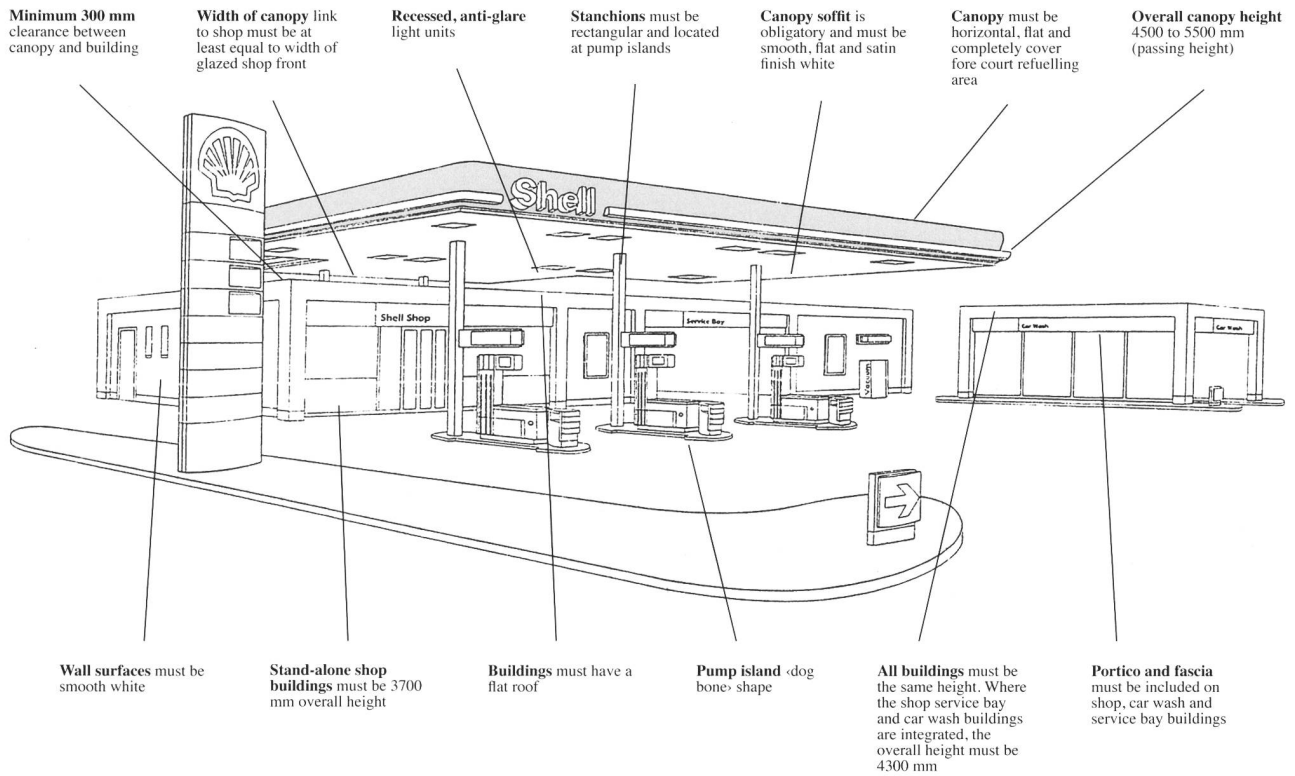 Minimum 300 mm
clearance between
canopy and building
Width of canopy link
to shop must be at
least equal to width of
glazed shop front
Recessed, anti-glare
light units
Stanchions must be
rectangular and located
at pump islands
Canopy soffit is
obligatory and must be
smooth, flat and satin
finish white
Canopy must be
horizontal, flat and
completely cover
fore court refuelling
area
Overall canopy height
4500 to 5500 mm
(passing height)
Shell
Shell Shop
Service Bay
Vacuum
Car Wash
Car Wash
Wall surfaces must be
smooth white
Stand-alone shop
buildings must be 3700
mm overall height
Buildings must have a
flat roof
Pump island ‹dog
bone› shape
All buildings must be
the same height. Where
the shop service bay
and car wash buildings
are integrated, the
overall height must be
4300 mm
Portico and fascia
must be included on
shop, car wash and
service bay buildings